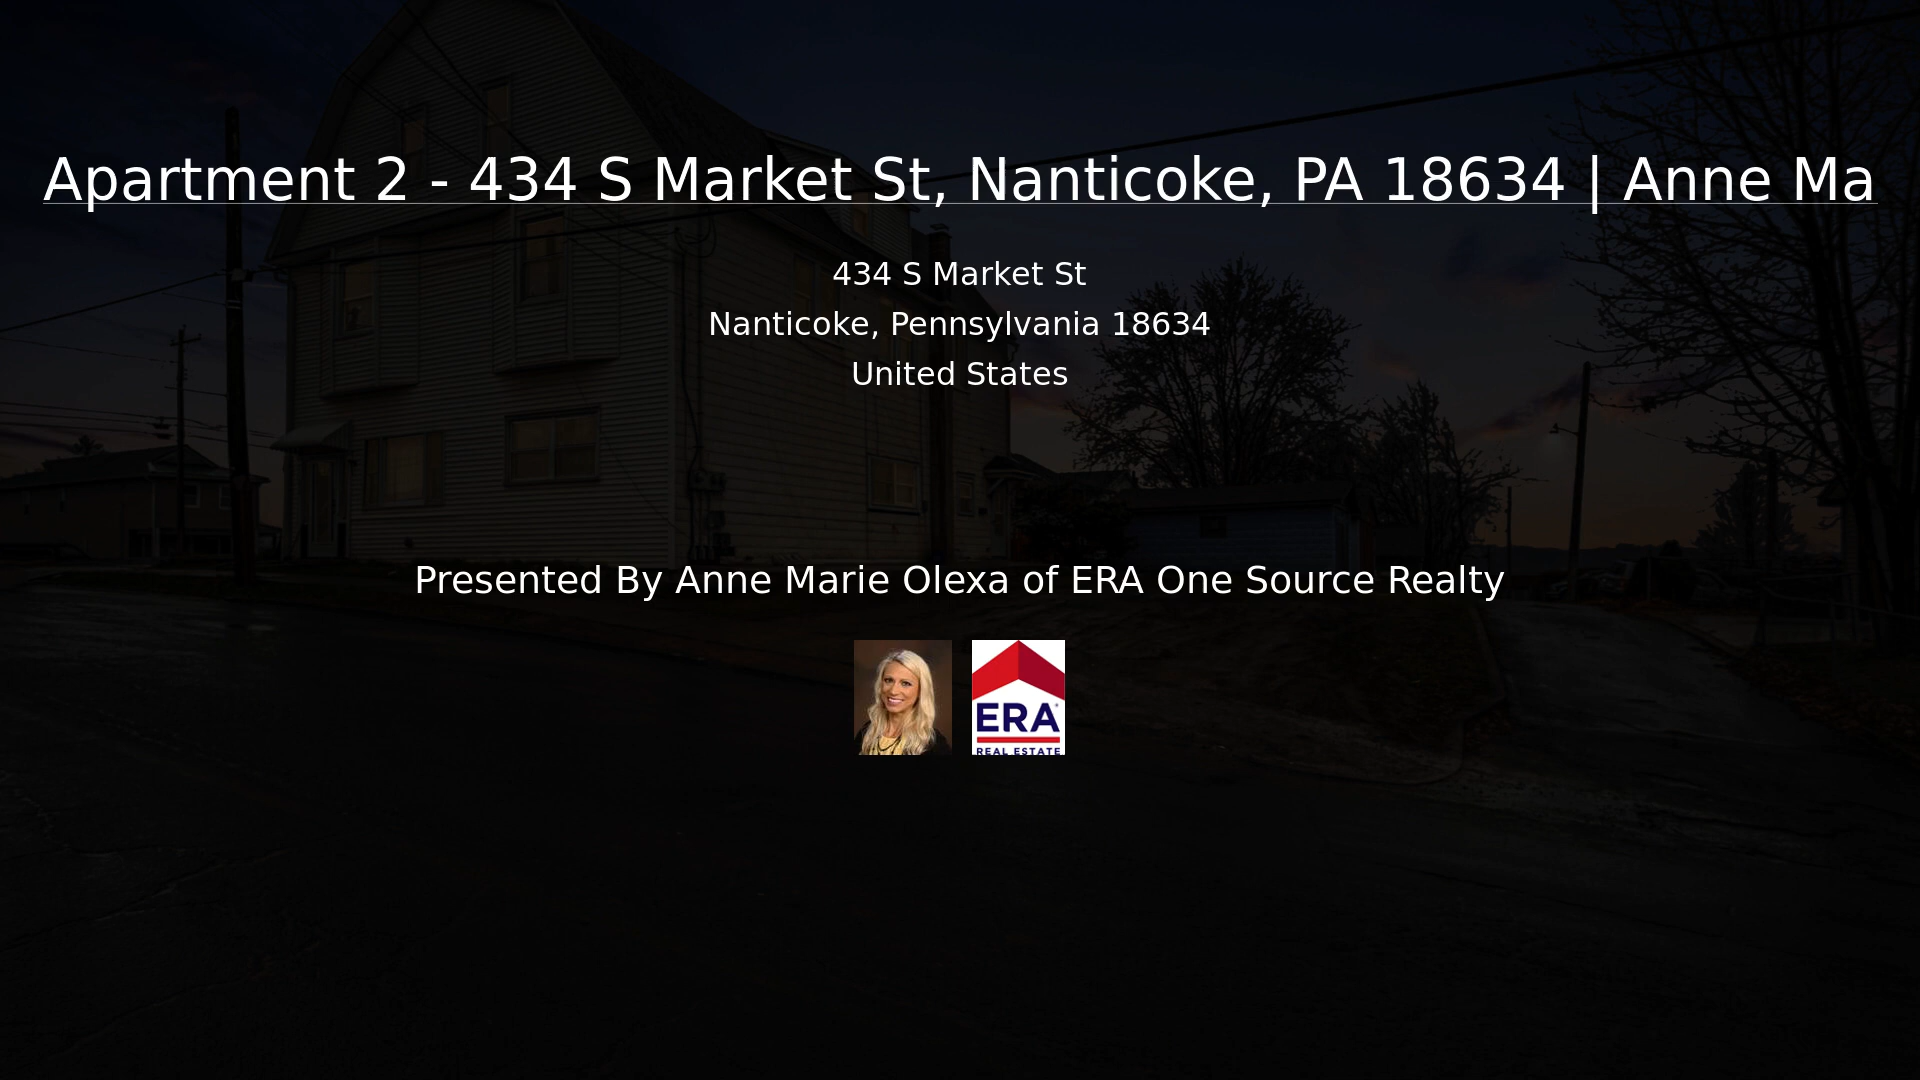 Apartment 2 - 434 S Market St, Nanticoke, PA 18634 | Anne Ma
434 S Market St
Nanticoke, Pennsylvania 18634
United States
Presented By Anne Marie Olexa of ERA One Source Realty
ERA
REAL ESTATE